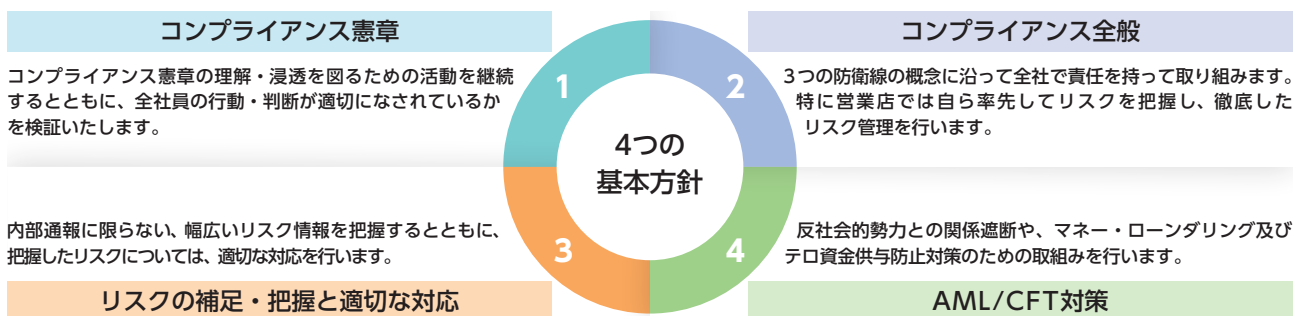 コンプライアンス憲章
コンプライアンス憲章の理解・浸透を図るための活動を継続
するとともに、全社員の行動・判断が適切になされているか
を検証いたします。
1
コンプライアンス全般
3つの防衛線の概念に沿って全社で責任を持って取り組みます。
特に営業店では自ら率先してリスクを把握し、徹底した
リスク管理を行います。
2
4つの
基本方針
内部通報に限らない、幅広いリスク情報を把握するとともに、
把握したリスクについては、適切な対応を行います。
リスクの補足・把握と適切な対応
3
反社会的勢力との関係遮断や、マネー・ローンダリング及び
テロ資金供与防止対策のための取組みを行います。
AML/CFT対策
4